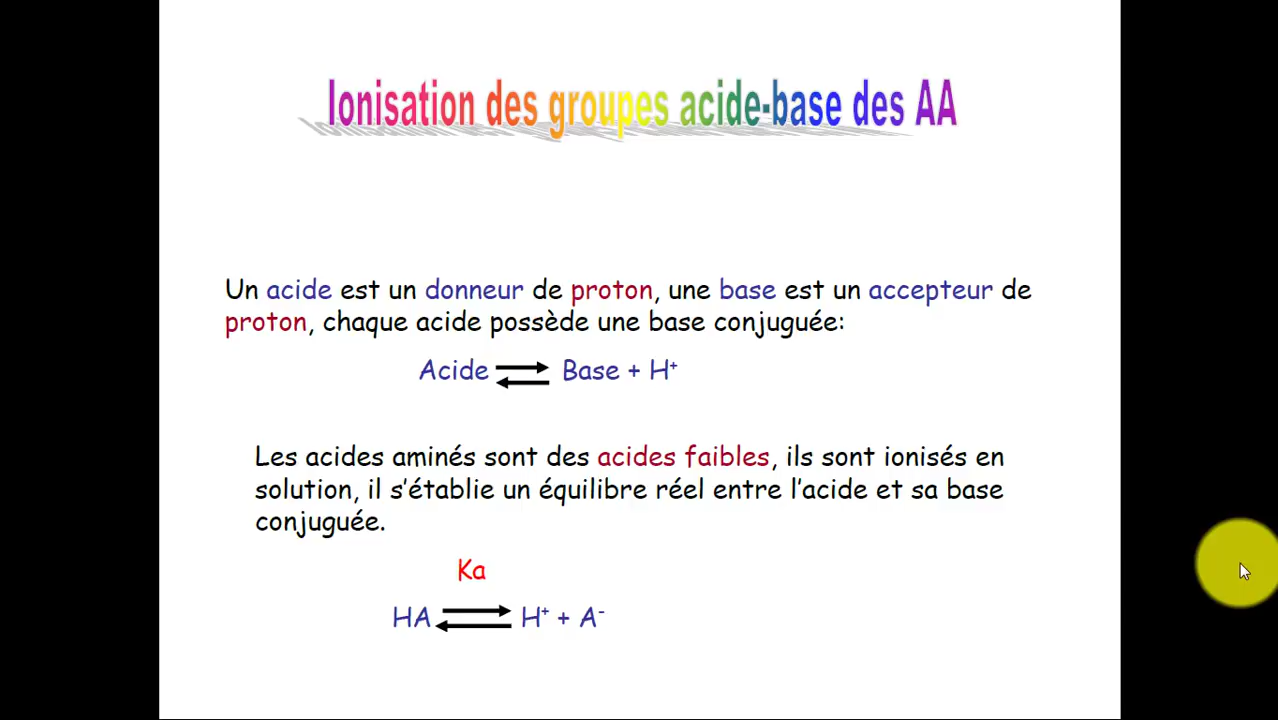 Ionisation des groupes acide-base des AA
Un acide est un donneur de proton, une base est un accepteur de
proton, chaque acide possède une base conjuguée:
Acide ⇌ Base + H⁺
Les acides aminés sont des acides faibles, ils sont ionisés en
solution, il s’établie un équilibre réel entre l’acide et sa base
conjuguée.
Ka
HA ⇌ H⁺ + A⁻